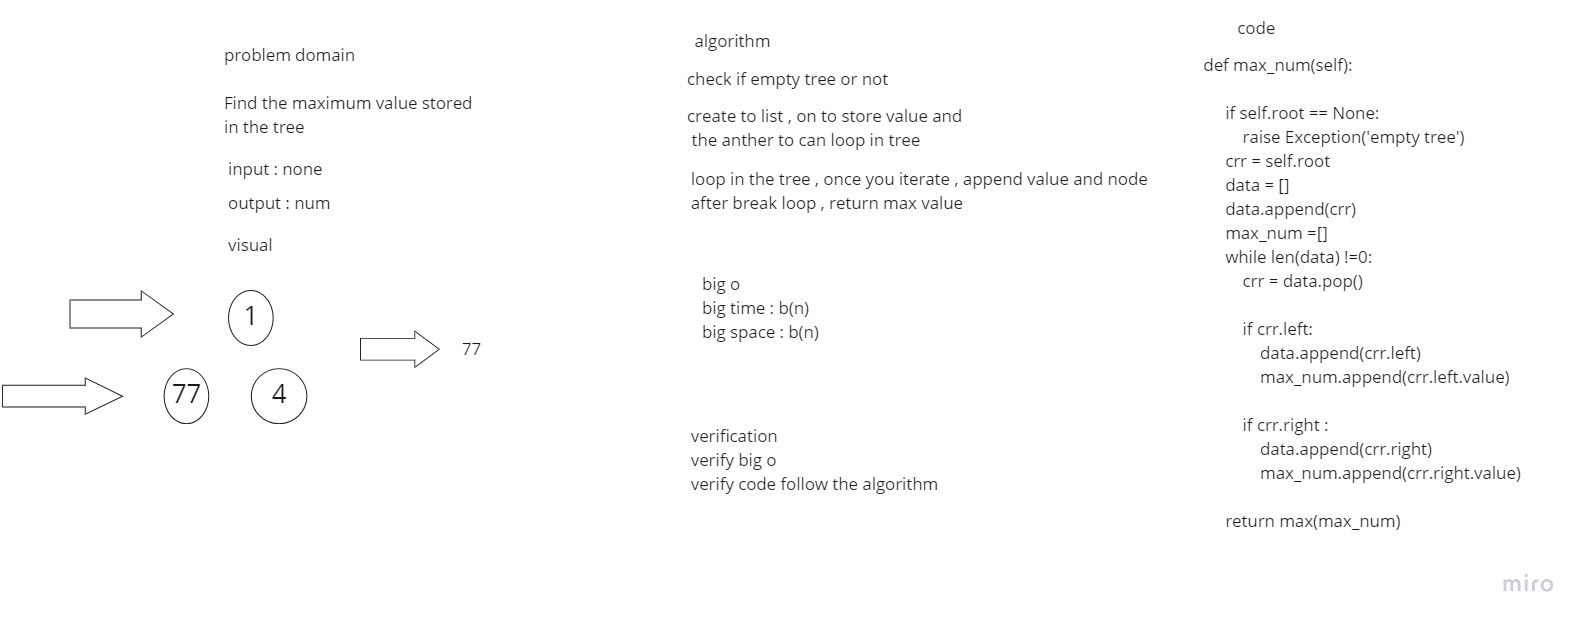 problem domain
Find the maximum value stored
in the tree
input : none
output : num
visual
1
77
4
77
algorithm
check if empty tree or not
create to list , on to store value and
the anther to can loop in tree
loop in the tree , once you iterate , append value and node
after break loop , return max value
big o
big time : b(n)
big space : b(n)
verification
verify big o
verify code follow the algorithm
code
def max_num(self):
if self.root == None:
raise Exception('empty tree')
crr = self.root
data = []
data.append(crr)
max_num =[]
while len(data) !=0:
crr = data.pop()
if crr.left:
data.append(crr.left)
max_num.append(crr.left.value)
if crr.right :
data.append(crr.right)
max_num.append(crr.right.value)
return max(max_num)
miro